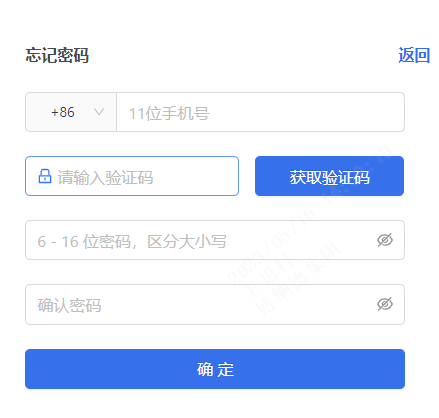 忘记密码 返回
+86 11位手机号
请输入验证码 获取验证码
6 - 16 位密码，区分大小写
确认密码
确 定